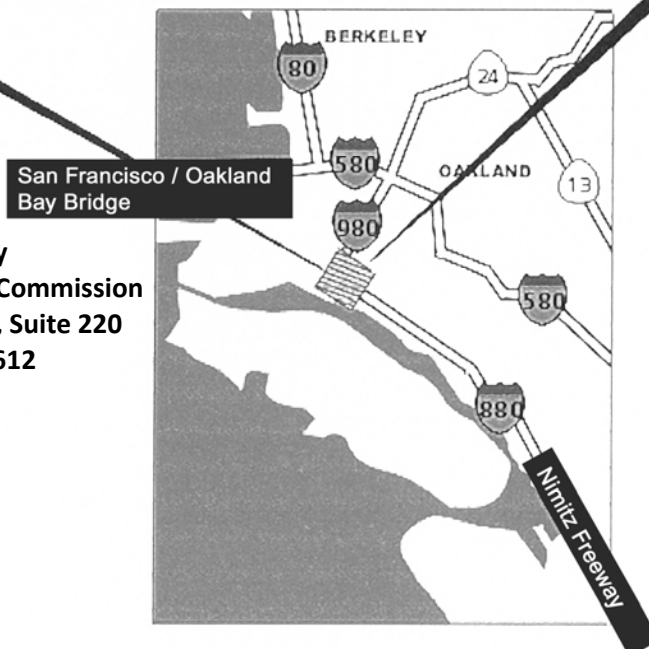 BERKELEY
80
24
580
OAKLAND
San Francisco / Oakland
Bay Bridge
13
980
Commission
, Suite 220
612
580
880
Nimitz Freeway